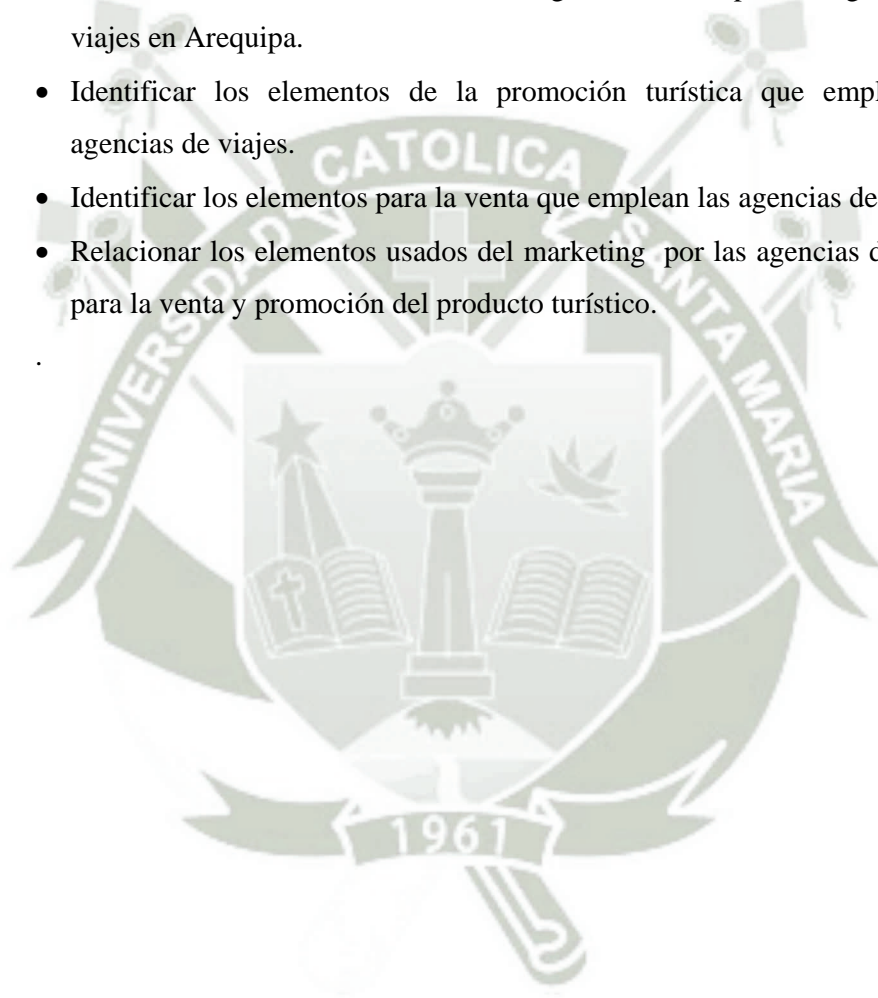 viajes en Arequipa.
• Identificar los elementos de la promoción turística que
agencias de viajes.
• Identificar los elementos para la venta que emplean las agencias de
• Relacionar los elementos usados del marketing por las agencias
para la venta y promoción del producto turístico.
.
UNIVERSIDAD CATOLICA SANTA MARIA
1961